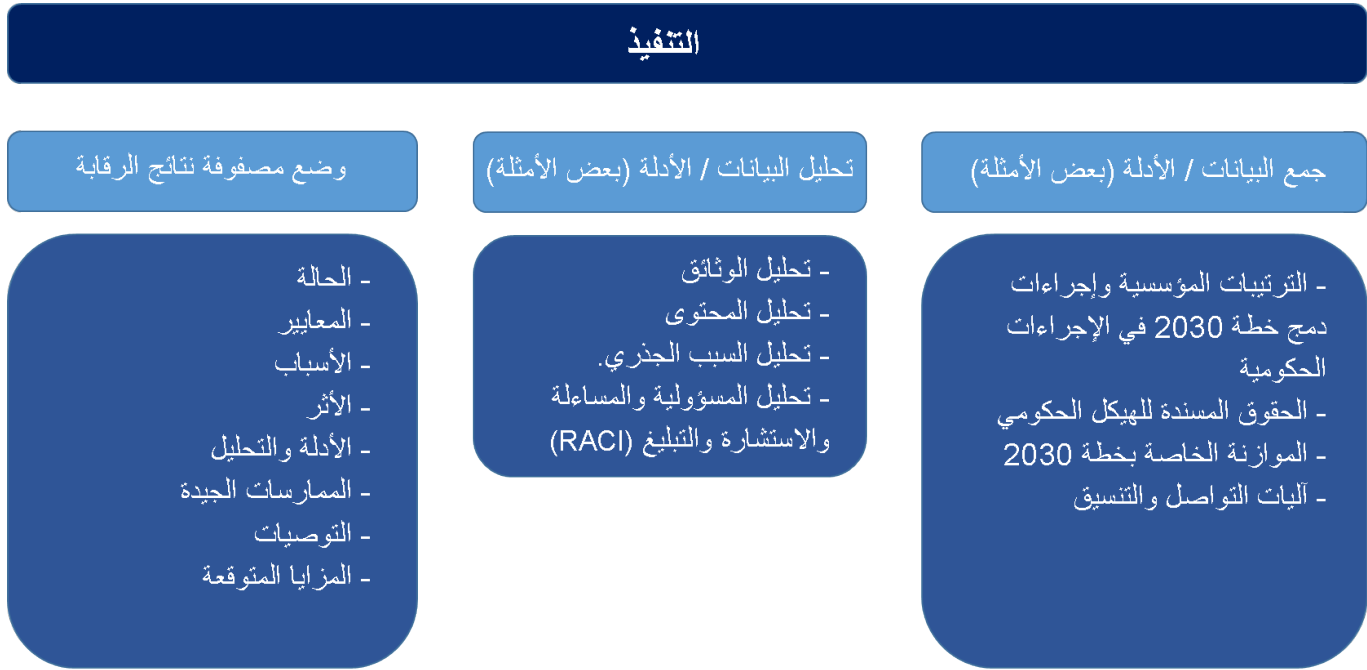 التنفيذ
جمع البيانات / الأدلة (بعض الأمثلة)
- الترتيبات المؤسسية وإجراءات
دمج خطة 2030 في الإجراءات
الحكومية
- الحقوق المسندة للهيكل الحكومي
- الموازنة الخاصة بخطة 2030
- آليات التواصل والتنسيق
تحليل البيانات / الأدلة (بعض الأمثلة)
- تحليل الوثائق
- تحليل المحتوى
- تحليل السبب الجذري.
- تحليل المسؤولية والمساءلة
والاستشارة والتبليغ (RACI)
وضع مصفوفة نتائج الرقابة
- الحالة
- المعايير
- الأسباب
- الأثر
- الأدلة والتحليل
- الممارسات الجيدة
- التوصيات
- المزايا المتوقعة